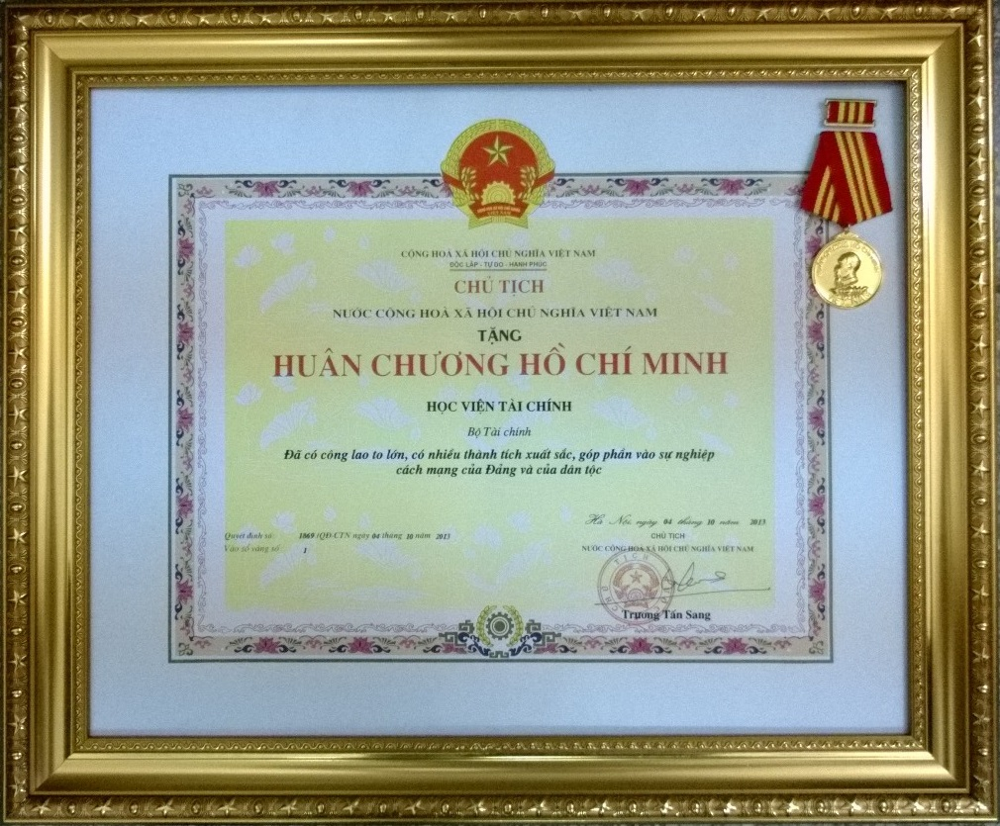 CỘNG HOÀ XÃ HỘI CHỦ NGHĨA VIỆT NAM
ĐỘC LẬP - TỰ DO - HẠNH PHÚC
CHỦ TỊCH
NƯỚC CỘNG HOÀ XÃ HỘI CHỦ NGHĨA VIỆT NAM
TẶNG
HUÂN CHƯƠNG HỒ CHÍ MINH
HỌC VIỆN TÀI CHÍNH
Bộ Tài chính
Đã có công lao to lớn, có nhiều thành tích xuất sắc, góp phần vào sự nghiệp
cách mạng của Đảng và của dân tộc
Hà Nội, ngày 04 tháng 10 năm 2013
Quyết định số: 1869 /QĐ-CTN ngày 04 tháng 10 năm 2013
Vào sổ vàng số: 1
CHỦ TỊCH
NƯỚC CỘNG HOÀ XÃ HỘI CHỦ NGHĨA VIỆT NAM
Trương Tấn Sang